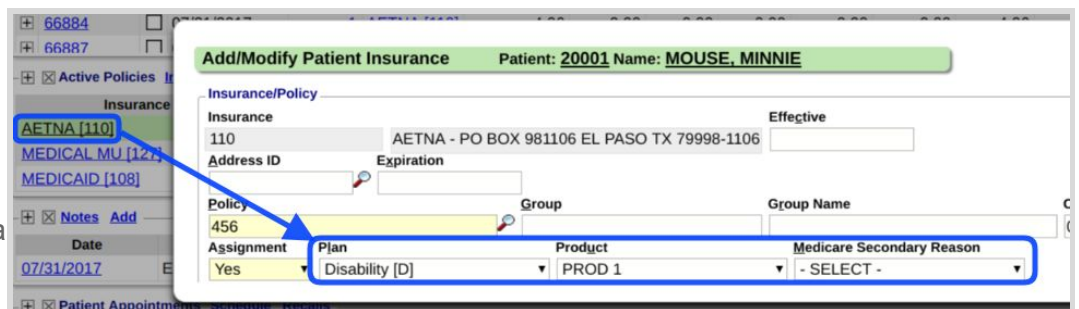 66884
66887
Add/Modify Patient Insurance Patient: 20001 Name: MOUSE, MINNIE
Active Policies
Insurance/Policy
Insurance
Insurance Effective
AETNA [110]
110 AETNA - PO BOX 981106 EL PASO TX 79998-1106
MEDICAL MU [127]
Address ID Expiration
MEDICAID [108]
Policy Group Group Name
Notes Add
456
a
Date
Assignment Plan Product Medicare Secondary Reason
07/31/2017 E
Yes Disability [D] PROD 1 - SELECT -
Patient Appointments Schedule Recalls